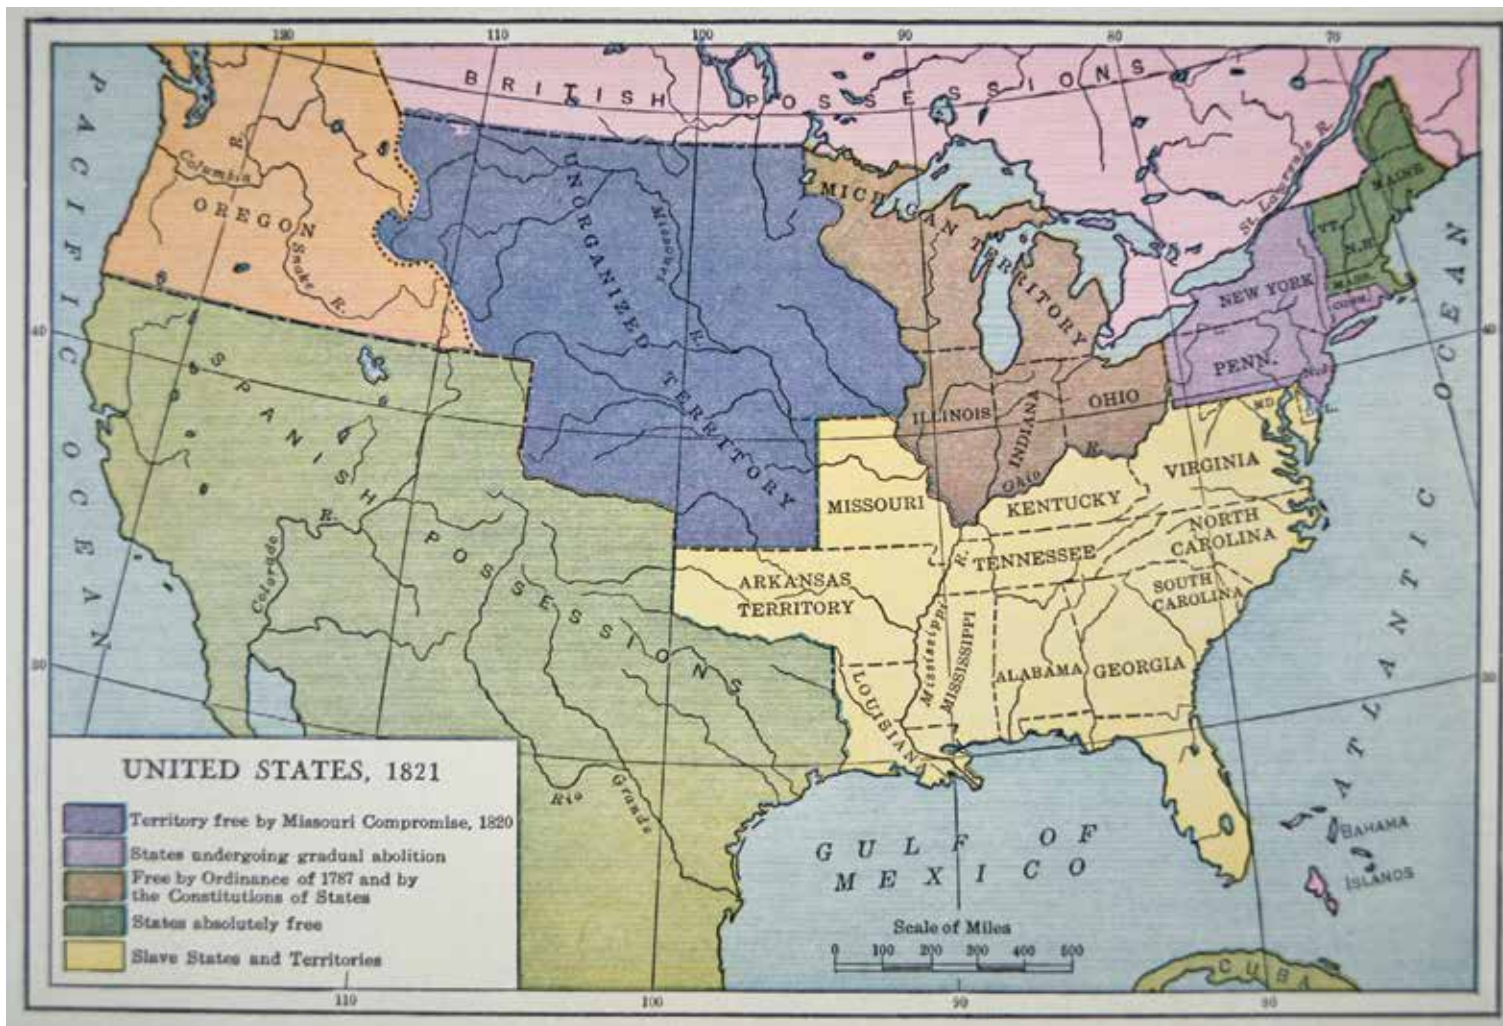 120
110
100
90
80
70
BRITISH POSSESSIONS
PACIFIC OCEAN
Columbia R.
OREGON
Snake R.
UNORGANIZED TERRITORY
Missouri R.
MICHIGAN TERRITORY
St. Lawrence R.
MAINE
VT.
N.H.
MASS.
CONN.
NEW YORK
PENN.
N.J.
MD.
DEL.
40
40
SPANISH POSSESSIONS
ILLINOIS
INDIANA
OHIO
Ohio R.
VIRGINIA
MISSOURI
KENTUCKY
NORTH
CAROLINA
TENNESSEE
SOUTH
CAROLINA
ARKANSAS
TERRITORY
Colorado R.
Mississippi R.
MISSISSIPPI
ALABAMA
GEORGIA
LOUISIANA
30
30
ATLANTIC OCEAN
Rio Grande
GULF OF
MEXICO
BAHAMA
ISLANDS
CUBA
Scale of Miles
0 100 200 300 400 500
UNITED STATES, 1821
Territory free by Missouri Compromise, 1820
States undergoing gradual abolition
Free by Ordinance of 1787 and by
the Constitutions of States
States absolutely free
Slave States and Territories
110
100
90
80